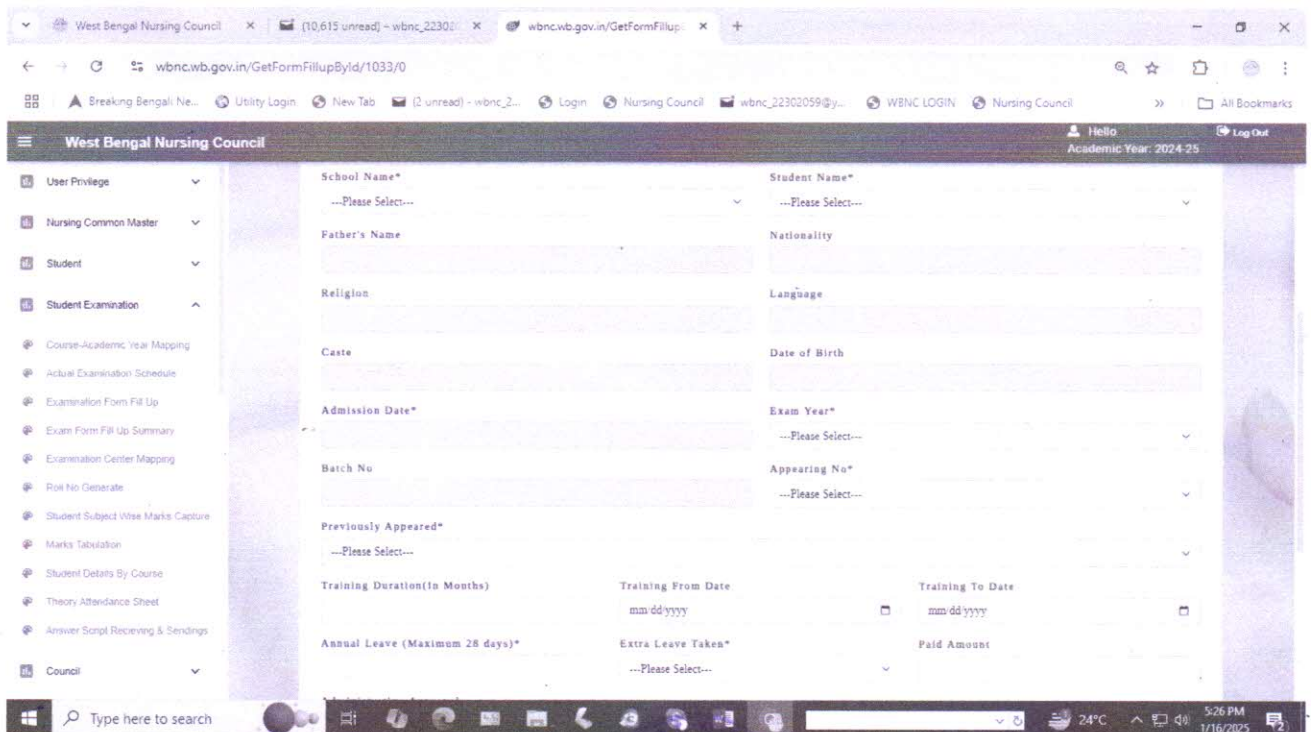 West Bengal Nursing Council
(10,615 unread) - wbnc_22302
wbnc.wb.gov.in/GetFormFillup
wbnc.wb.gov.in/GetFormFillupById/1033/0
Breaking Bengali Ne...
Utility Login
New Tab
(2 unread) - wbnc_2...
Login
Nursing Council
wbnc_22302059@y...
WBNC LOGIN
Nursing Council
All Bookmarks
West Bengal Nursing Council
Hello
Academic Year: 2024-25
Log Out
User Privilege
Nursing Common Master
Student
Student Examination
Course-Academic Year Mapping
Actual Examination Schedule
Examination Form Fill Up
Exam Form Fill Up Summary
Examination Center Mapping
Roll No Generate
Student Subject Wise Marks Capture
Marks Tabulation
Student Details By Course
Theory Attendance Sheet
Answer Script Recieving & Sendings
Council
School Name*
Student Name*
---Please Select---
---Please Select---
Father's Name
Nationality
Religion
Language
Caste
Date of Birth
Admission Date*
Exam Year*
---Please Select---
Batch No
Appearing No*
---Please Select---
Previously Appeared*
---Please Select---
Training Duration(In Months)
Training From Date
Training To Date
mm/dd/yyyy
mm/dd/yyyy
Annual Leave (Maximum 28 days)*
Extra Leave Taken*
Paid Amount
---Please Select---
Type here to search
24°C
5:26 PM
1/16/2025